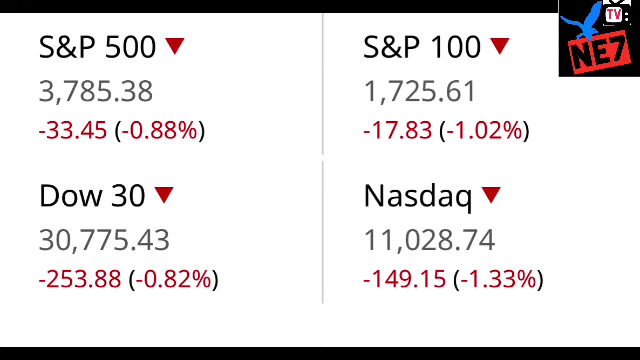 S&P 500 ▼
3,785.38
-33.45 (-0.88%)
S&P 100 ▼
1,725.61
-17.83 (-1.02%)
Dow 30 ▼
30,775.43
-253.88 (-0.82%)
Nasdaq ▼
11,028.74
-149.15 (-1.33%)
TV
NE7